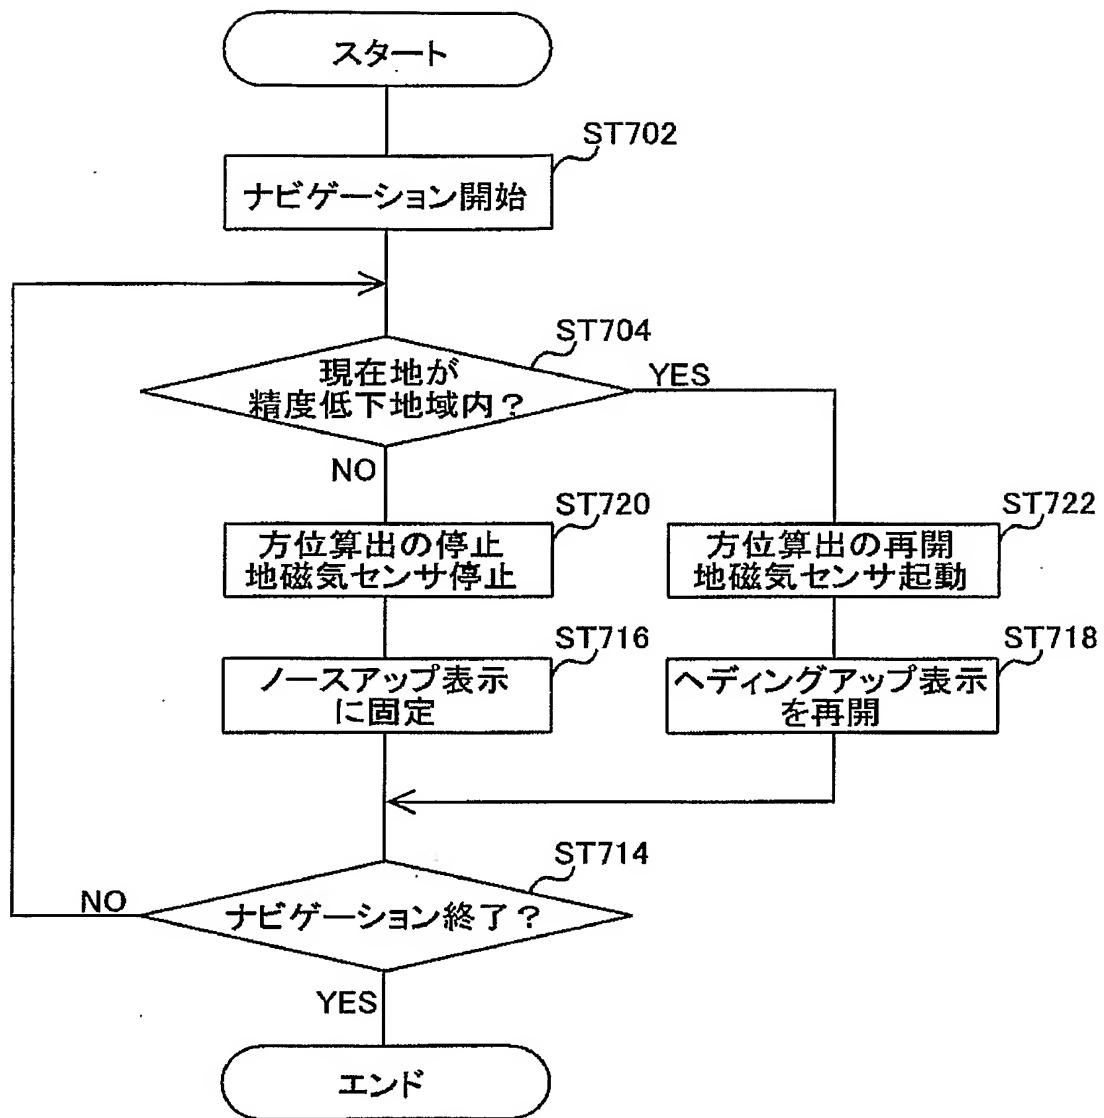 スタート
ST702
ナビゲーション開始
ST704
現在地が
精度低下地域内？
YES
NO
ST720
方位算出の停止
地磁気センサ停止
ST722
方位算出の再開
地磁気センサ起動
ST716
ノースアップ表示
に固定
ST718
ヘディングアップ表示
を再開
ST714
ナビゲーション終了？
NO
YES
エンド